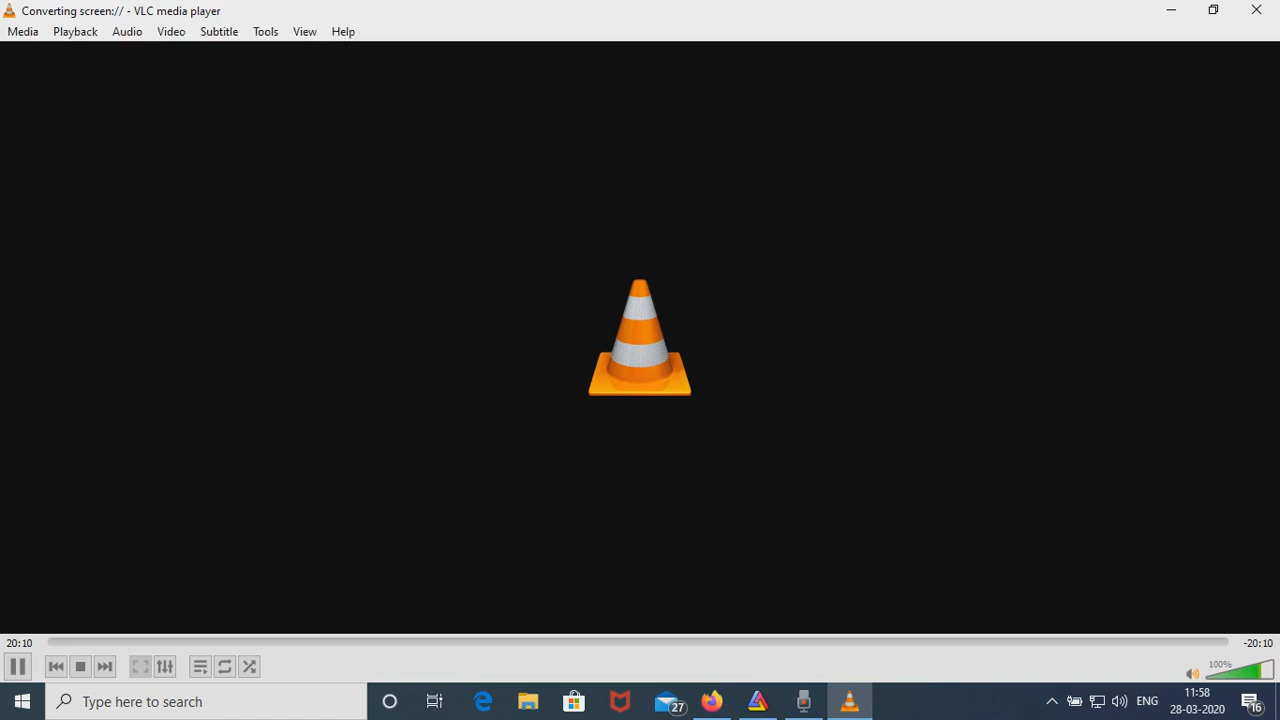 Converting screen:// - VLC media player
Media Playback Audio Video Subtitle Tools View Help
20:10 -20:10
100%
Type here to search
27
ENG
11:58
28-03-2020
16